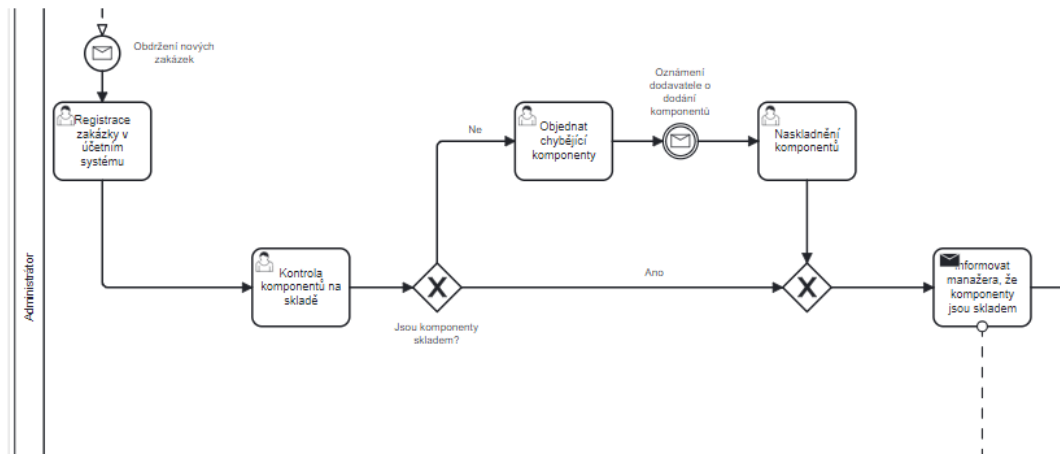 Obdržení nových
zakázek
Registrace
zakázky v
účetním
systému
Administrátor
Kontrola
komponentů na
skladě
Jsou komponenty
skladem?
Ne
Objednat
chybějící
komponenty
Oznámení
dodavatele o
dodání
komponentů
Naskladnění
komponentů
Ano
Informovat
manažera, že
komponenty
jsou skladem